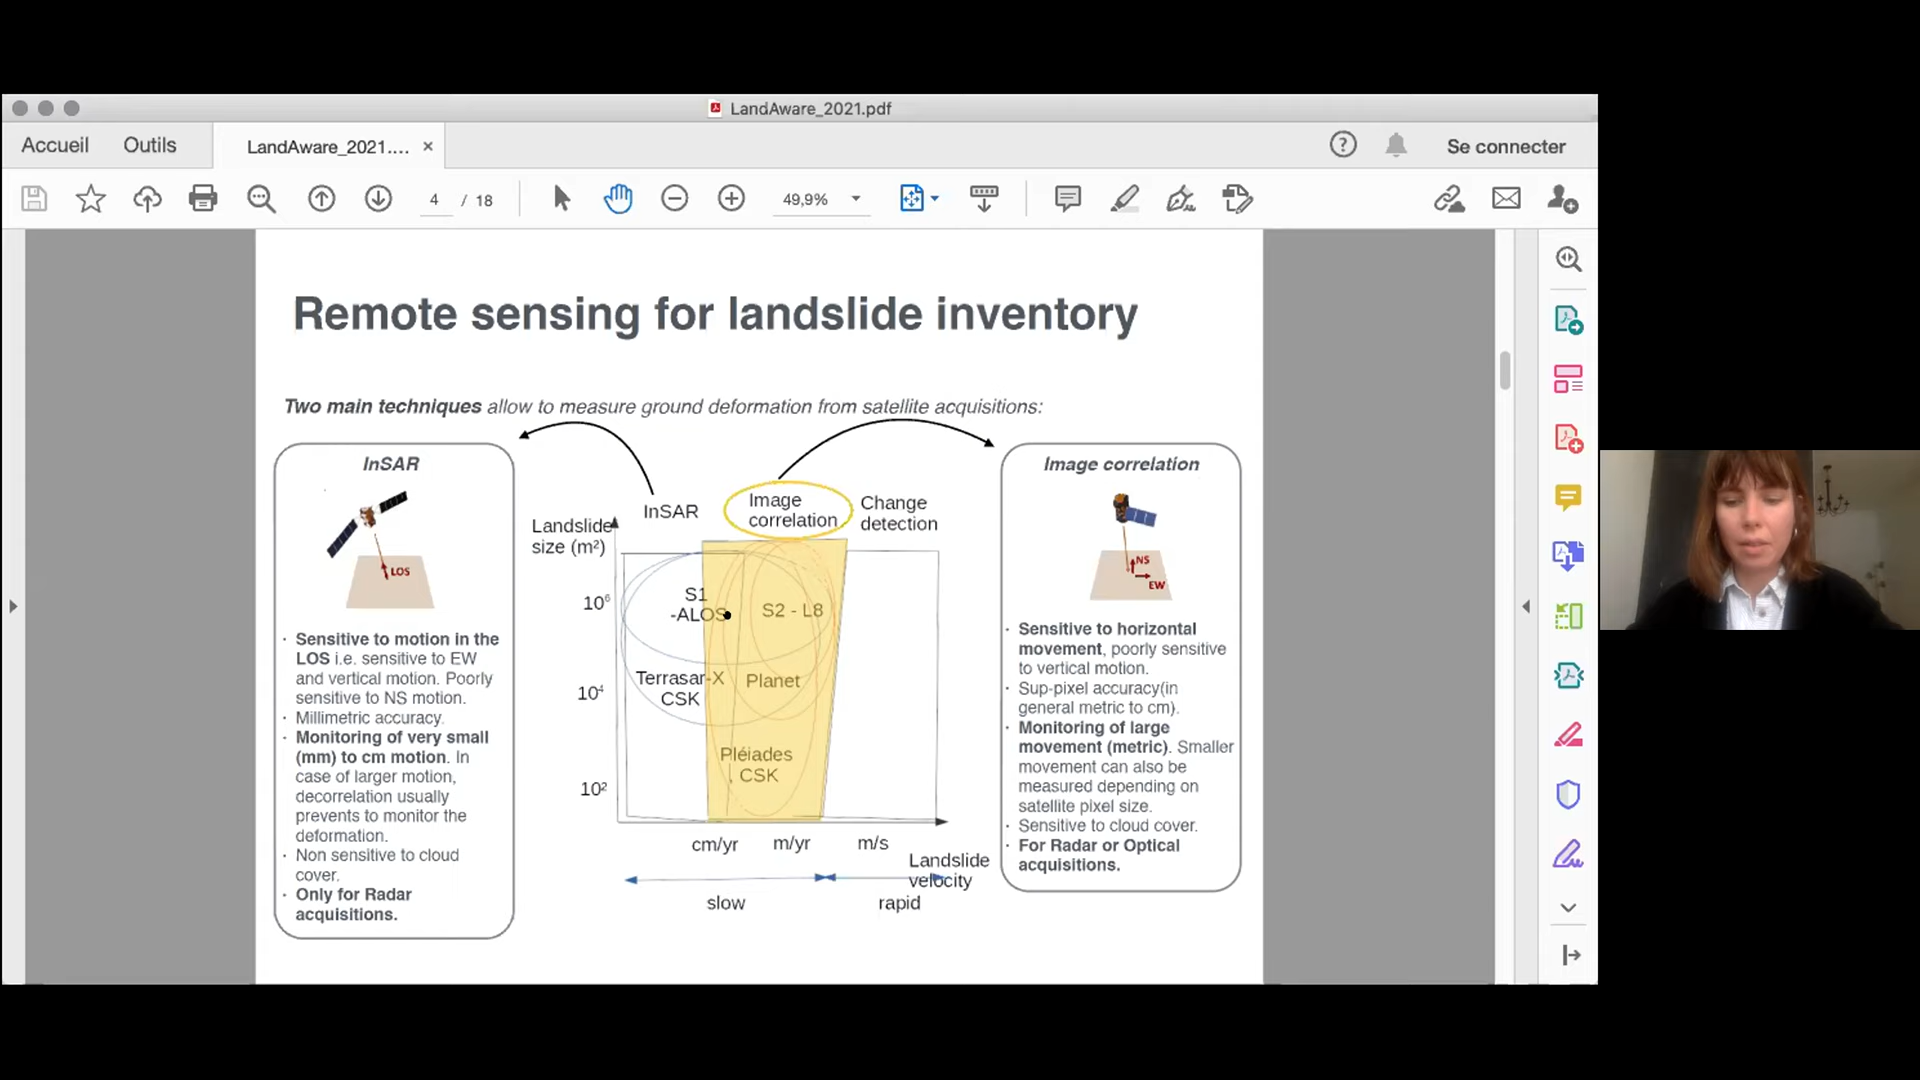 LandAware_2021.pdf
Accueil
Outils
LandAware_2021.... ×
Se connecter
4 / 18
49,9%
Remote sensing for landslide inventory
Two main techniques allow to measure ground deformation from satellite acquisitions:
InSAR
LOS
· Sensitive to motion in the
LOS i.e. sensitive to EW
and vertical motion. Poorly
sensitive to NS motion.
· Millimetric accuracy.
· Monitoring of very small
(mm) to cm motion. In
case of larger motion,
decorrelation usually
prevents to monitor the
deformation.
· Non sensitive to cloud
cover.
· Only for Radar
acquisitions.
InSAR
Image
correlation
Change
detection
Landslide
size (m²)
10⁶
10⁴
10²
S1
-ALOS
S2 - L8
Terrasar-X
CSK
Planet
Pléiades
CSK
cm/yr
m/yr
m/s
Landslide
velocity
slow
rapid
Image correlation
NS
EW
· Sensitive to horizontal
movement, poorly sensitive
to vertical motion.
· Sup-pixel accuracy(in
general metric to cm).
· Monitoring of large
movement (metric). Smaller
movement can also be
measured depending on
satellite pixel size.
· Sensitive to cloud cover.
· For Radar or Optical
acquisitions.